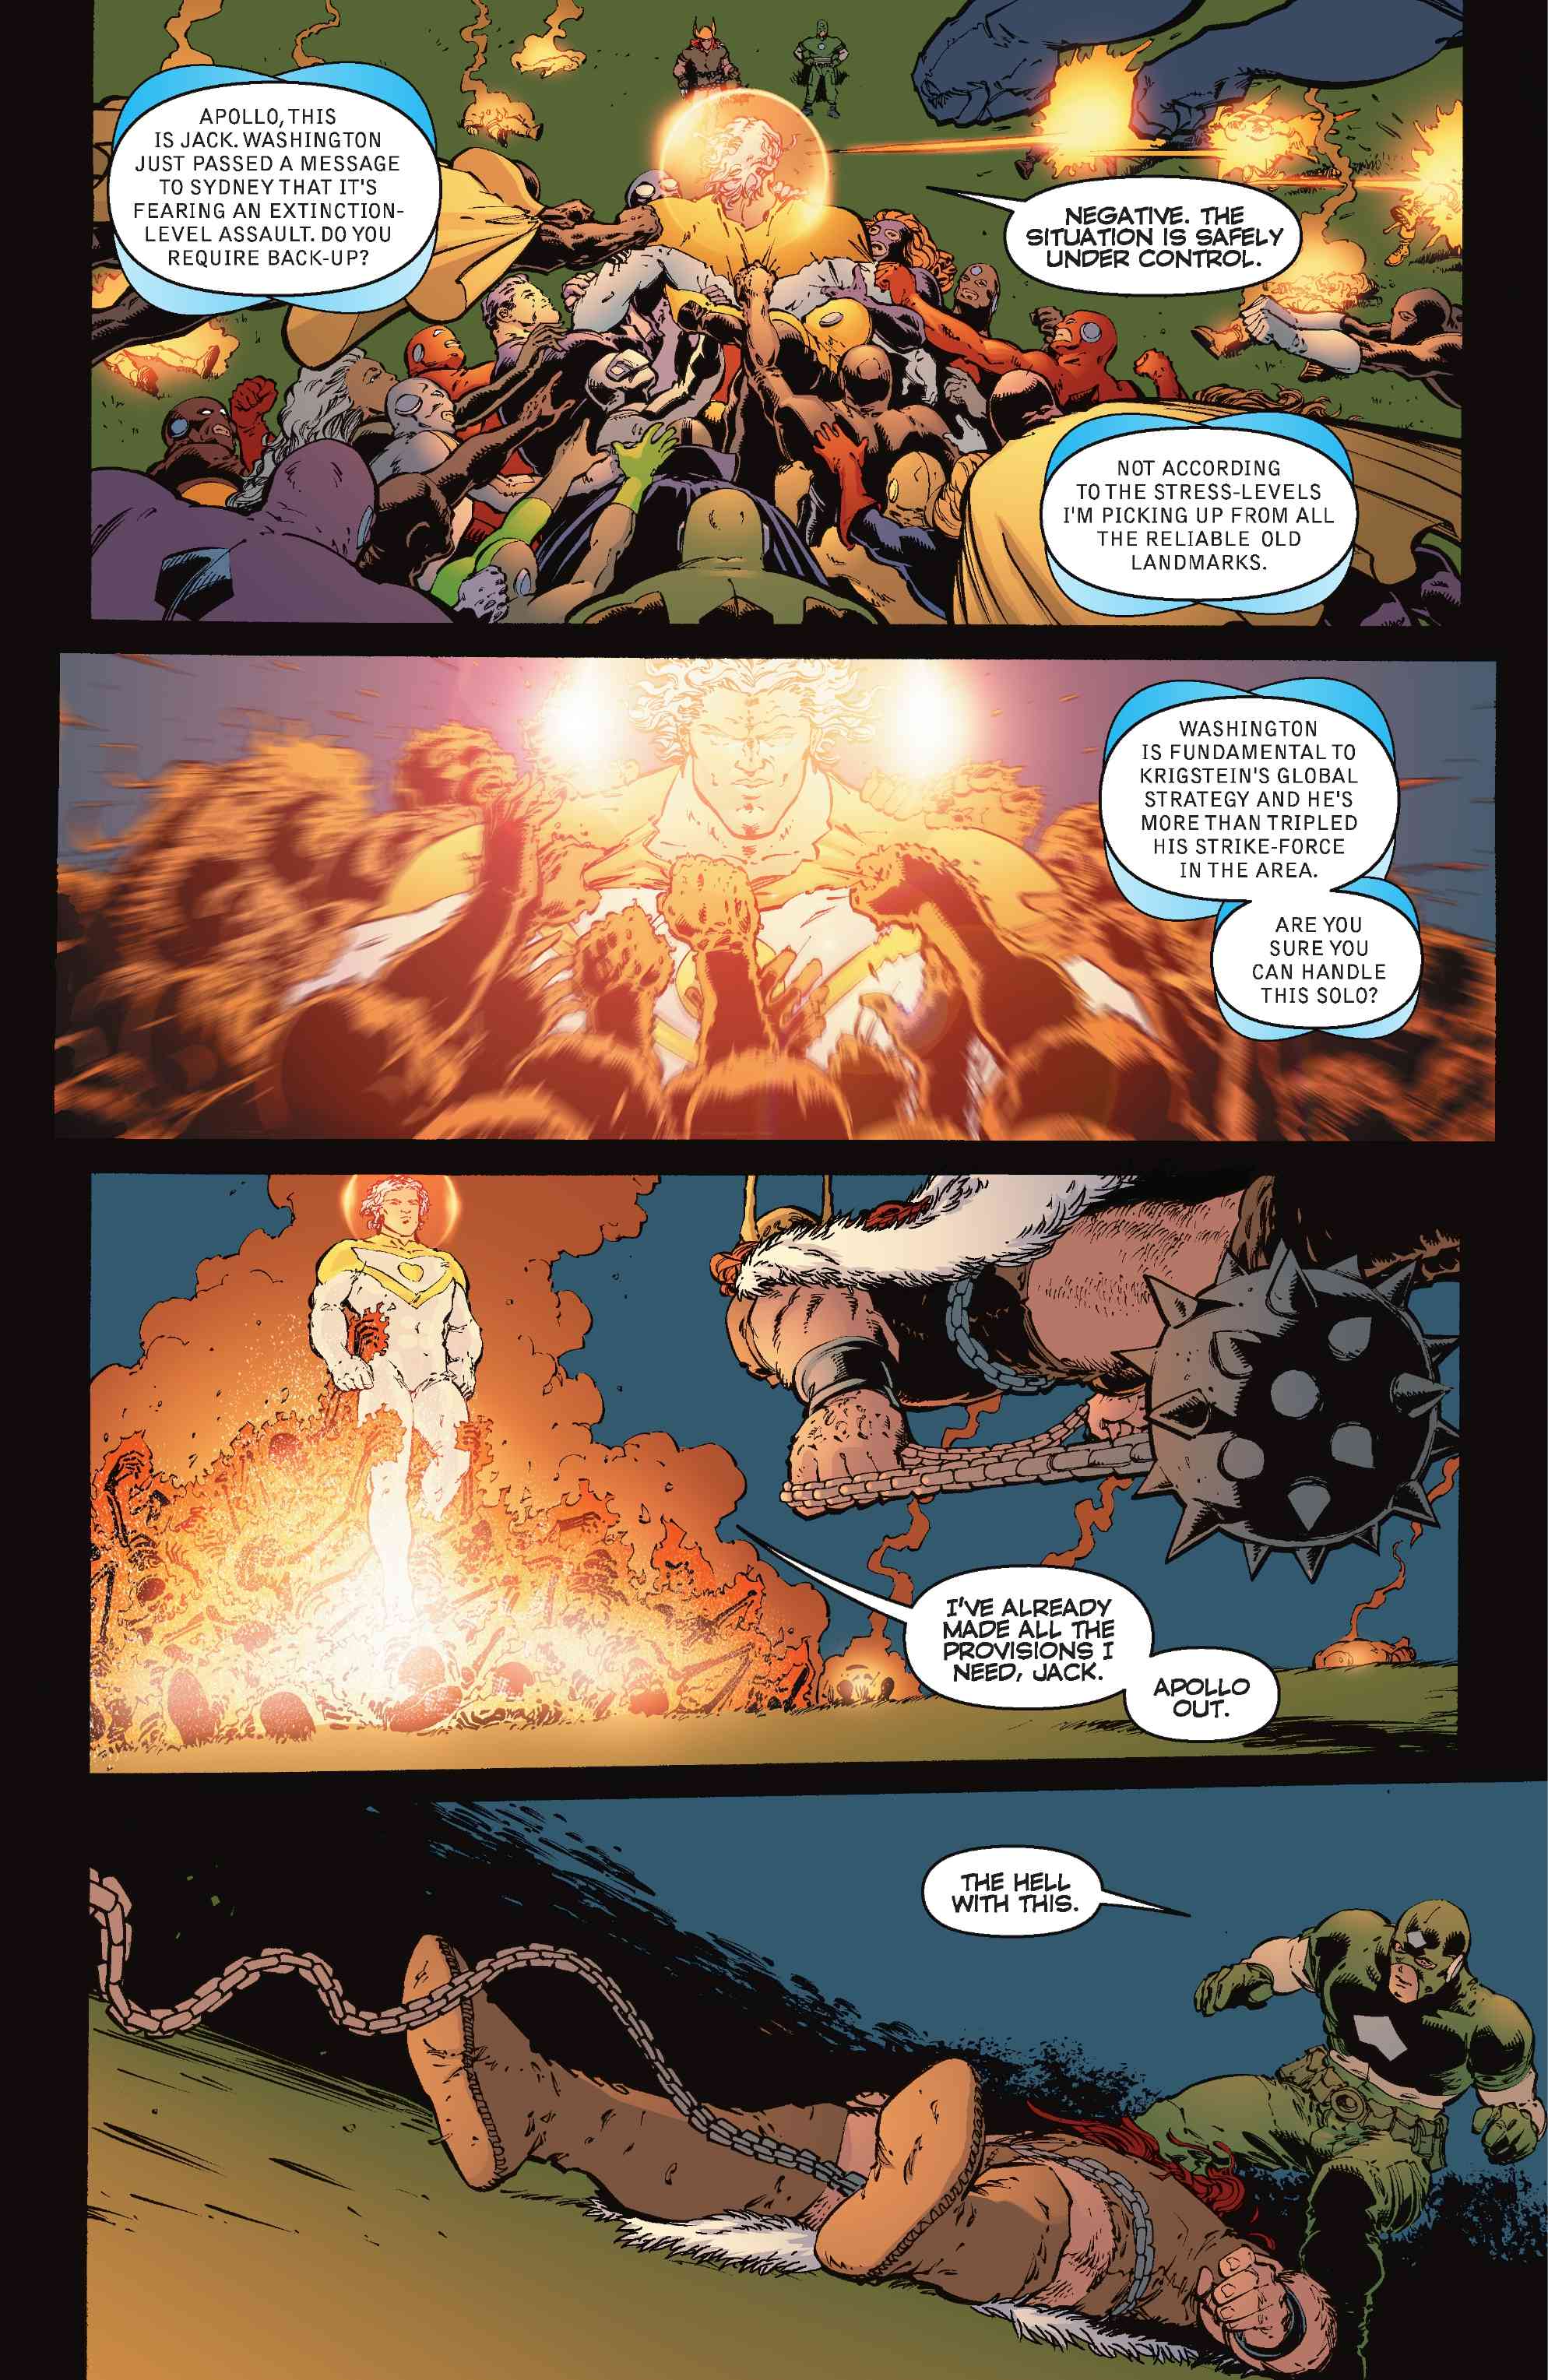 APOLLO, THIS
IS JACK. WASHINGTON
JUST PASSED A MESSAGE
TO SYDNEY THAT IT'S
FEARING AN EXTINCTION-
LEVEL ASSAULT. DO YOU
REQUIRE BACK-UP?
NEGATIVE. THE
SITUATION IS SAFELY
UNDER CONTROL.
NOT ACCORDING
TO THE STRESS-LEVELS
I'M PICKING UP FROM ALL
THE RELIABLE OLD
LANDMARKS.
WASHINGTON
IS FUNDAMENTAL TO
KRIGSTEIN'S GLOBAL
STRATEGY AND HE'S
MORE THAN TRIPLED
HIS STRIKE-FORCE
IN THE AREA.
ARE YOU
SURE YOU
CAN HANDLE
THIS SOLO?
I'VE ALREADY
MADE ALL THE
PROVISIONS I
NEED, JACK.
APOLLO
OUT.
THE HELL
WITH THIS.